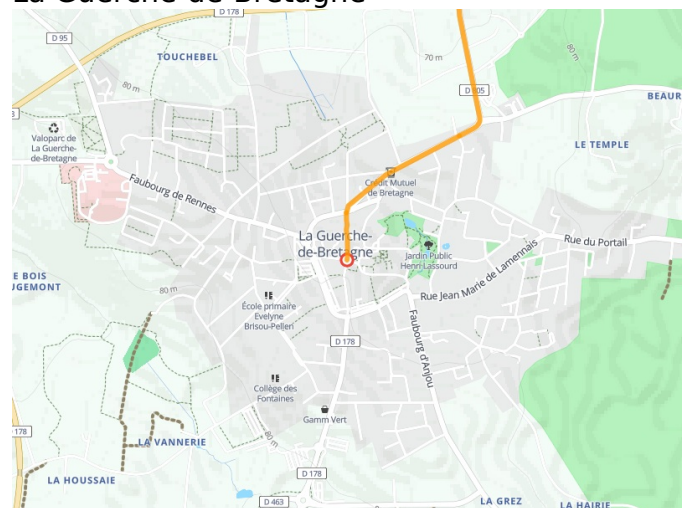 La Guerche-de-Bretagne
D 178
D 95
TOUCHEBEL
70 m
80 m
80 m
D 105
BEAUR
Valoparc de
La Guerche-
de-Bretagne
LE TEMPLE
Crédit Mutuel
de Bretagne
Faubourg de Rennes
La Guerche-
de-Bretagne
Rue du Portail
Jardin Public
Henri Lassourd
E BOIS
UGEMONT
80 m
Rue Jean Marie de Lamennais
École primaire
Evelyne
Brisou-Pellen
Faubourg d'Anjou
D 178
Collège des
Fontaines
Gamm Vert
178
LA VANNERIE
80 m
D 178
LA HOUSSAIE
D 463
LA GREZ
LA HAIRIE